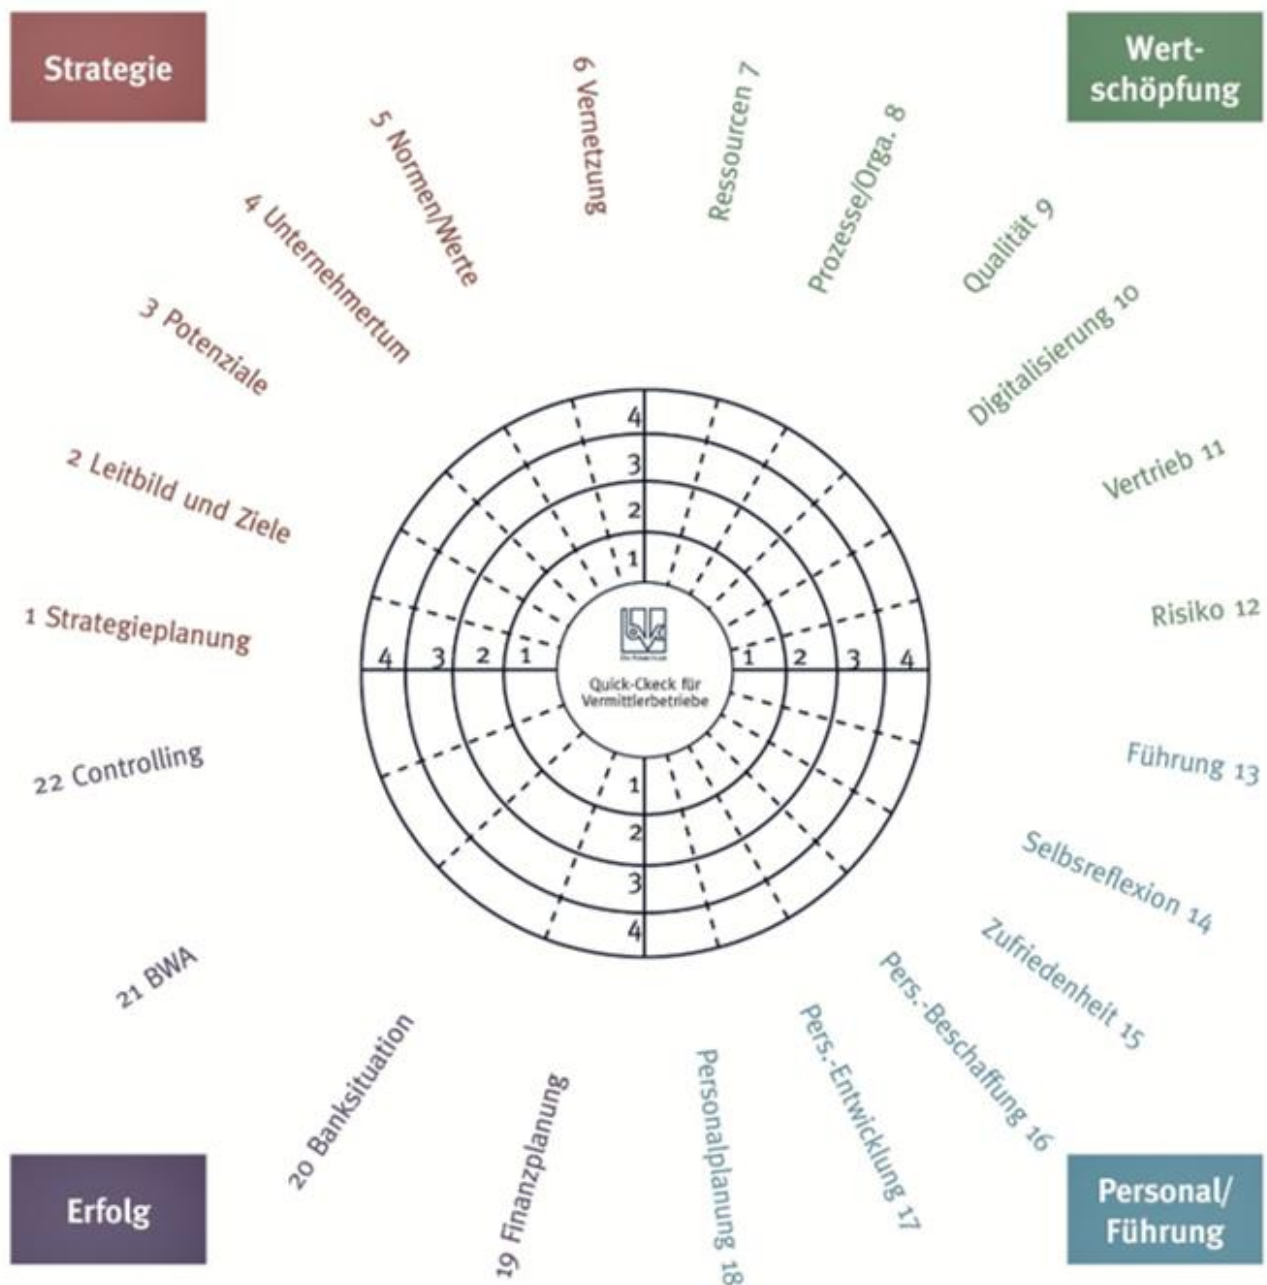 Strategie
Wert-
schöpfung
1 Strategieplanung
2 Leitbild und Ziele
3 Potenziale
4 Unternehmertum
5 Normen/Werte
6 Vernetzung
Ressourcen 7
Prozesse/Orga. 8
Qualität 9
Digitalisierung 10
Vertrieb 11
Risiko 12
4
3
2
1
4 3 2 1
1 2 3 4
bvk
Quick-Ckeck für
Vermittlerbetriebe
1
2
3
4
Führung 13
Selbsreflexion 14
Zufriedenheit 15
Pers.-Beschaffung 16
Pers.-Entwicklung 17
Personalplanung 18
19 Finanzplanung
20 Banksituation
21 BWA
22 Controlling
Erfolg
Personal/
Führung